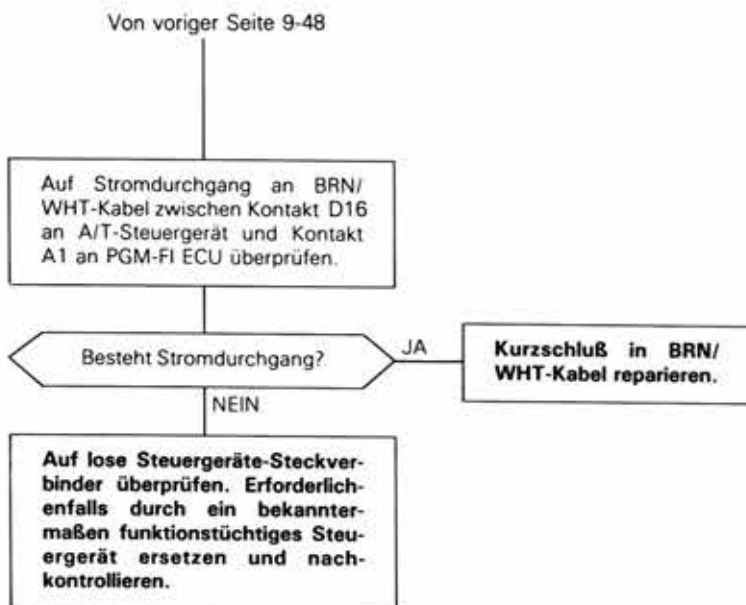 Von voriger Seite 9-48
Auf Stromdurchgang an BRN/
WHT-Kabel zwischen Kontakt D16
an A/T-Steuergerät und Kontakt
A1 an PGM-FI ECU überprüfen.
Besteht Stromdurchgang?
JA
Kurzschluß in BRN/
WHT-Kabel reparieren.
NEIN
Auf lose Steuergeräte-Steckver-
binder überprüfen. Erforderlich-
enfalls durch ein bekannter-
maßen funktionstüchtiges Steu-
ergerät ersetzen und nach-
kontrollieren.